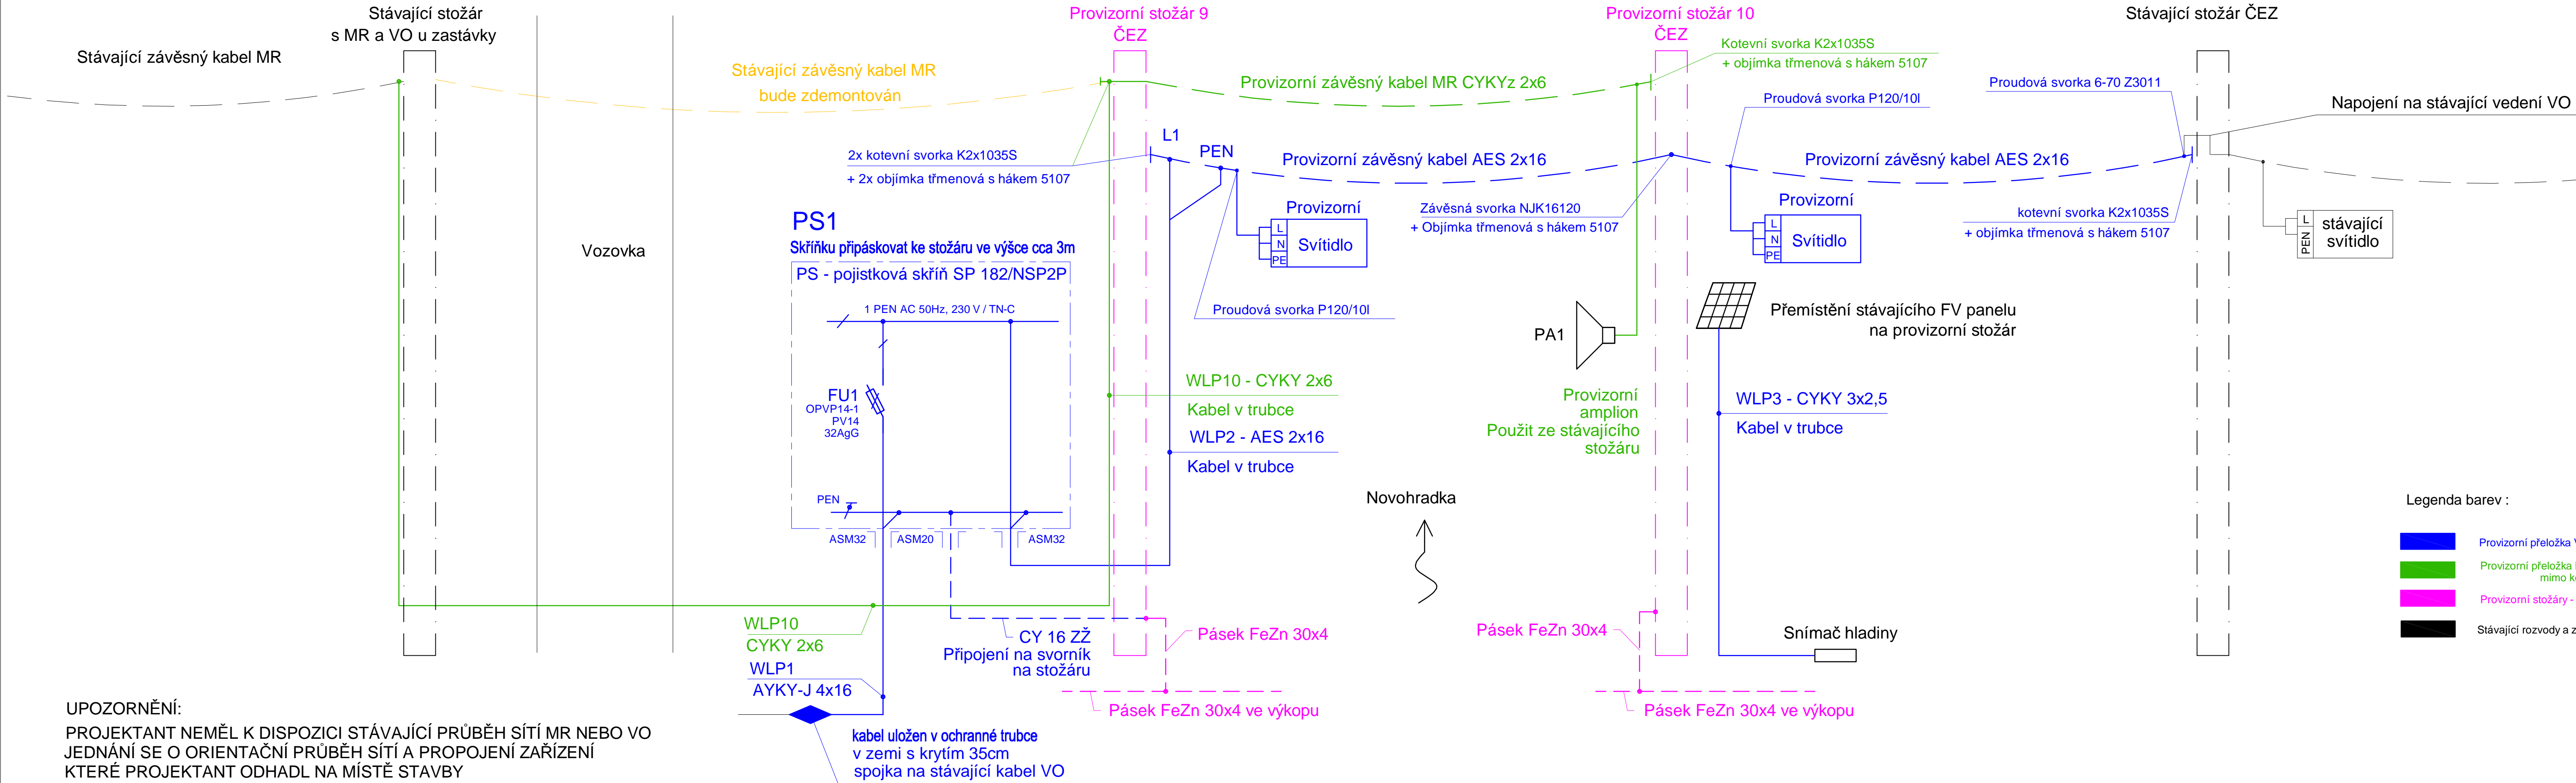 Stávající stožár
s MR a VO u zastávky
Stávající závěsný kabel MR
Vozovka
Stávající závěsný kabel MR
bude zdemontován
Provizorní stožár 9
ČEZ
Provizorní závěsný kabel MR CYKYz 2x6
Provizorní stožár 10
ČEZ
Kotevní svorka K2x1035S
+ objímka třmenová s hákem 5107
Stávající stožár ČEZ
Proudová svorka 6-70 Z3011
Proudová svorka P120/10l
Napojení na stávající vedení VO
2x kotevní svorka K2x1035S
+ 2x objímka třmenová s hákem 5107
L1
PEN
Provizorní závěsný kabel AES 2x16
Provizorní závěsný kabel AES 2x16
Provizorní
L
N
PE
Svítidlo
Proudová svorka P120/10l
Závěsná svorka NJK16120
+ Objímka třmenová s hákem 5107
Provizorní
L
N
PE
Svítidlo
kotevní svorka K2x1035S
+ objímka třmenová s hákem 5107
L
PEN
stávající
svítidlo
PS1
Skříňku připáskovat ke stožáru ve výšce cca 3m
PS - pojistková skříň SP 182/NSP2P
1 PEN AC 50Hz, 230 V / TN-C
FU1
OPVP14-1
PV14
32AgG
PEN
ASM32
ASM20
ASM32
WLP10 - CYKY 2x6
Kabel v trubce
WLP2 - AES 2x16
Kabel v trubce
PA1
Provizorní
amplion
Použit ze stávajícího
stožáru
Přemístění stávajícího FV panelu
na provizorní stožár
WLP3 - CYKY 3x2,5
Kabel v trubce
Novohradka
Snímač hladiny
WLP10
CYKY 2x6
WLP1
AYKY-J 4x16
CY 16 ZŽ
Připojení na svorník
na stožáru
Pásek FeZn 30x4
Pásek FeZn 30x4 ve výkopu
Pásek FeZn 30x4
Pásek FeZn 30x4 ve výkopu
kabel uložen v ochranné trubce
v zemi s krytím 35cm
spojka na stávající kabel VO
Legenda barev :
Provizorní přeložka
Provizorní přeložka
mimo
Provizorní stožáry -
Stávající rozvody a
UPOZORNĚNÍ:
PROJEKTANT NEMĚL K DISPOZICI STÁVAJÍCÍ PRŮBĚH SÍTÍ MR NEBO VO
JEDNÁNÍ SE O ORIENTAČNÍ PRŮBĚH SÍTÍ A PROPOJENÍ ZAŘÍZENÍ
KTERÉ PROJEKTANT ODHADL NA MÍSTĚ STAVBY